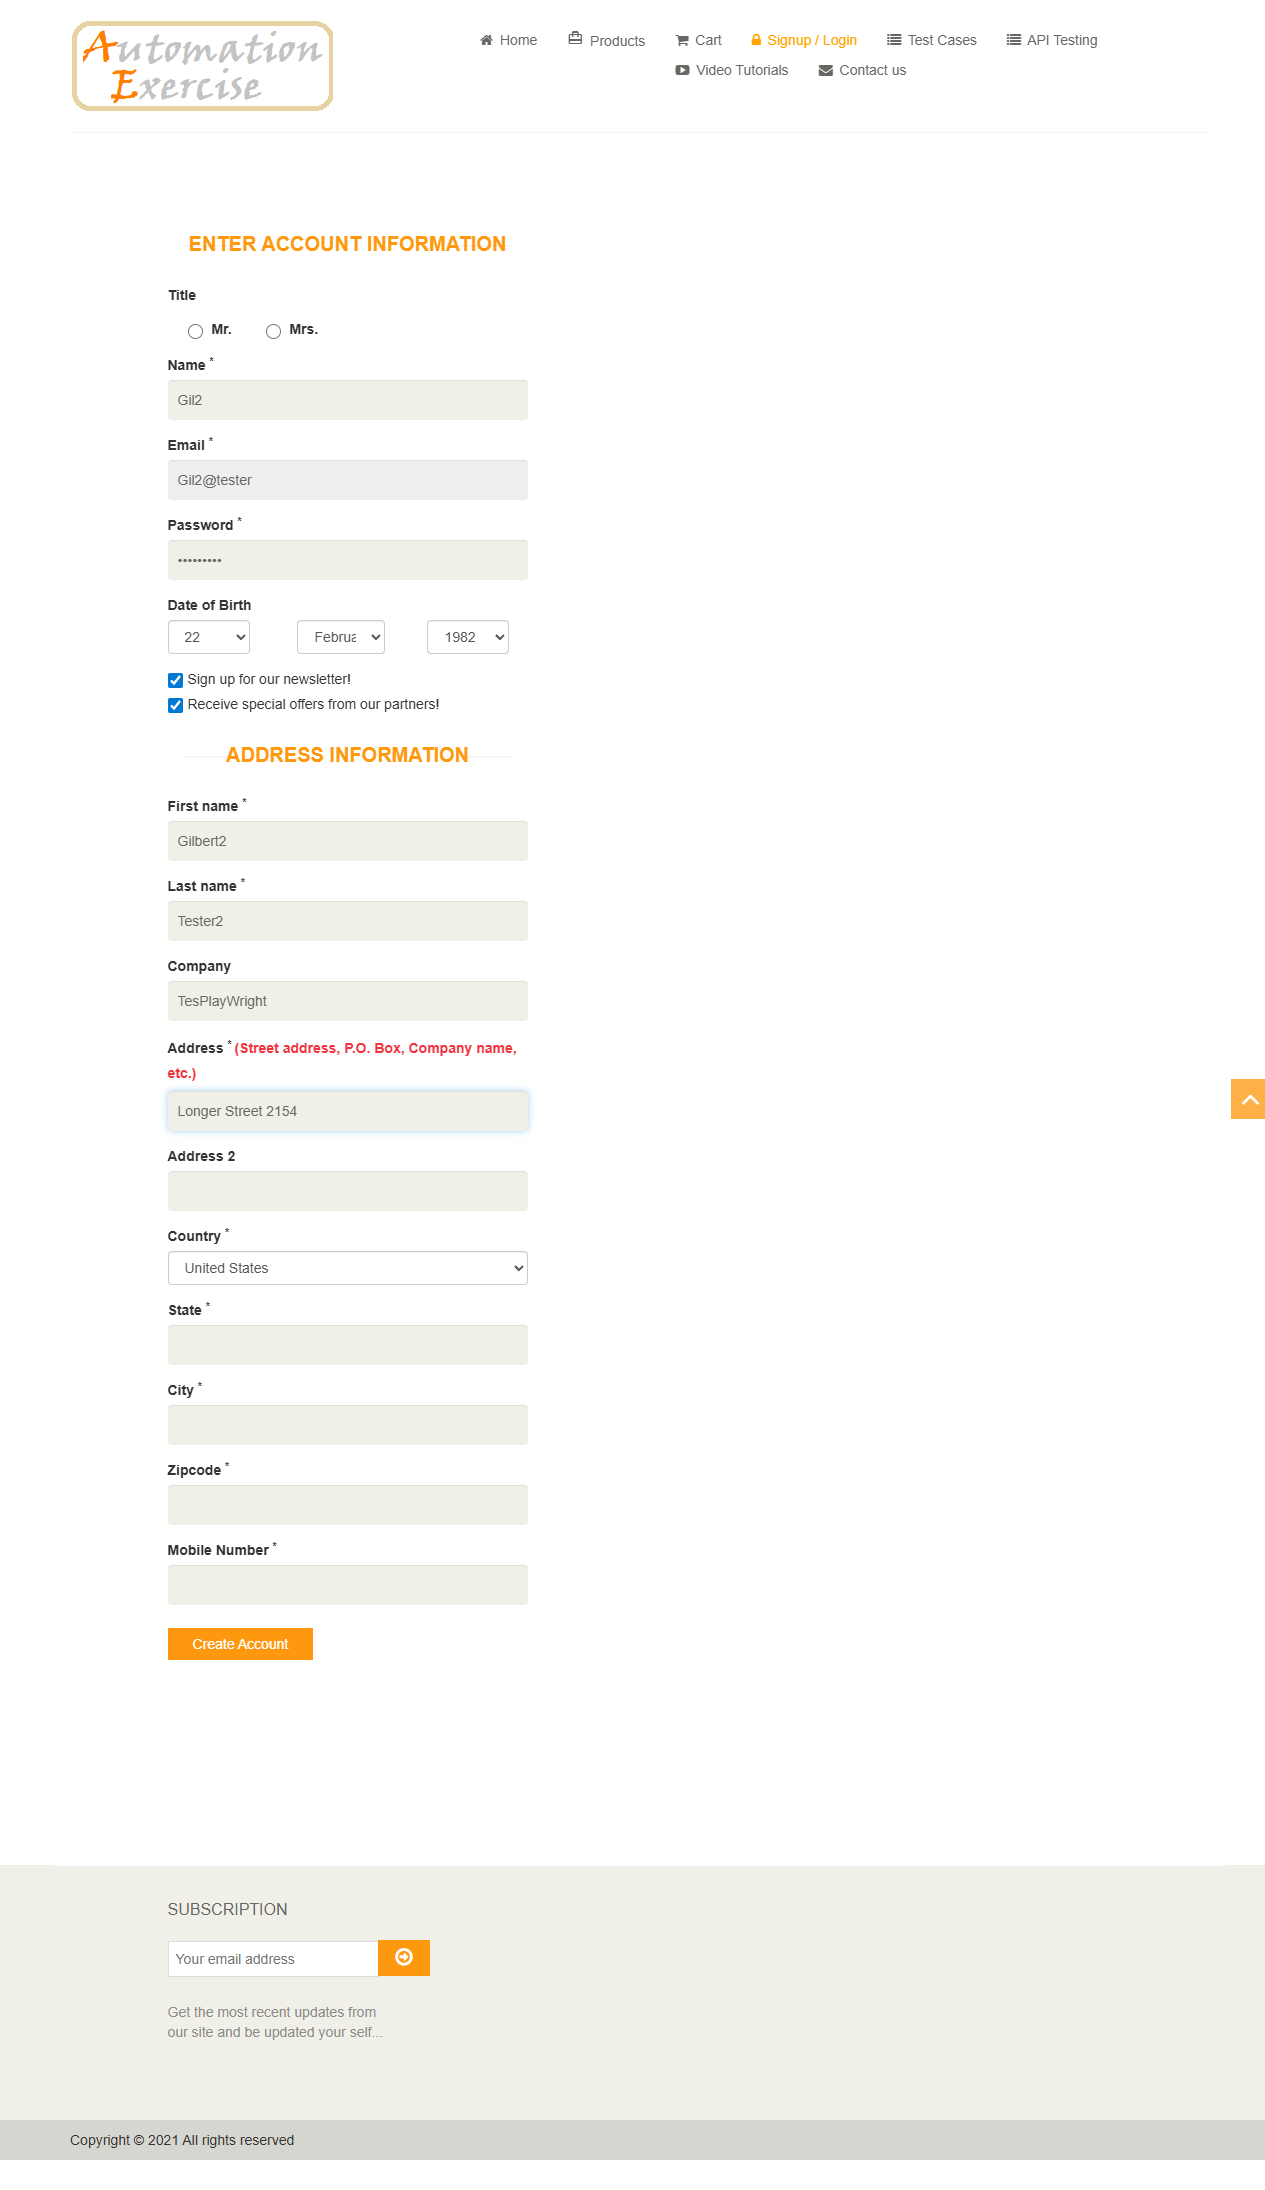 Automation
Exercise
Home
Products
Cart
Signup / Login
Test Cases
API Testing
Video Tutorials
Contact us
ENTER ACCOUNT INFORMATION
Title
Mr.
Mrs.
Name *
Gil2
Email *
Gil2@tester
Password *
•••••••••
Date of Birth
22
Februa
1982
Sign up for our newsletter!
Receive special offers from our partners!
ADDRESS INFORMATION
First name *
Gilbert2
Last name *
Tester2
Company
TesPlayWright
Address * (Street address, P.O. Box, Company name,
etc.)
Longer Street 2154
Address 2
Country *
United States
State *
City *
Zipcode *
Mobile Number *
Create Account
SUBSCRIPTION
Your email address
Get the most recent updates from
our site and be updated your self...
Copyright © 2021 All rights reserved